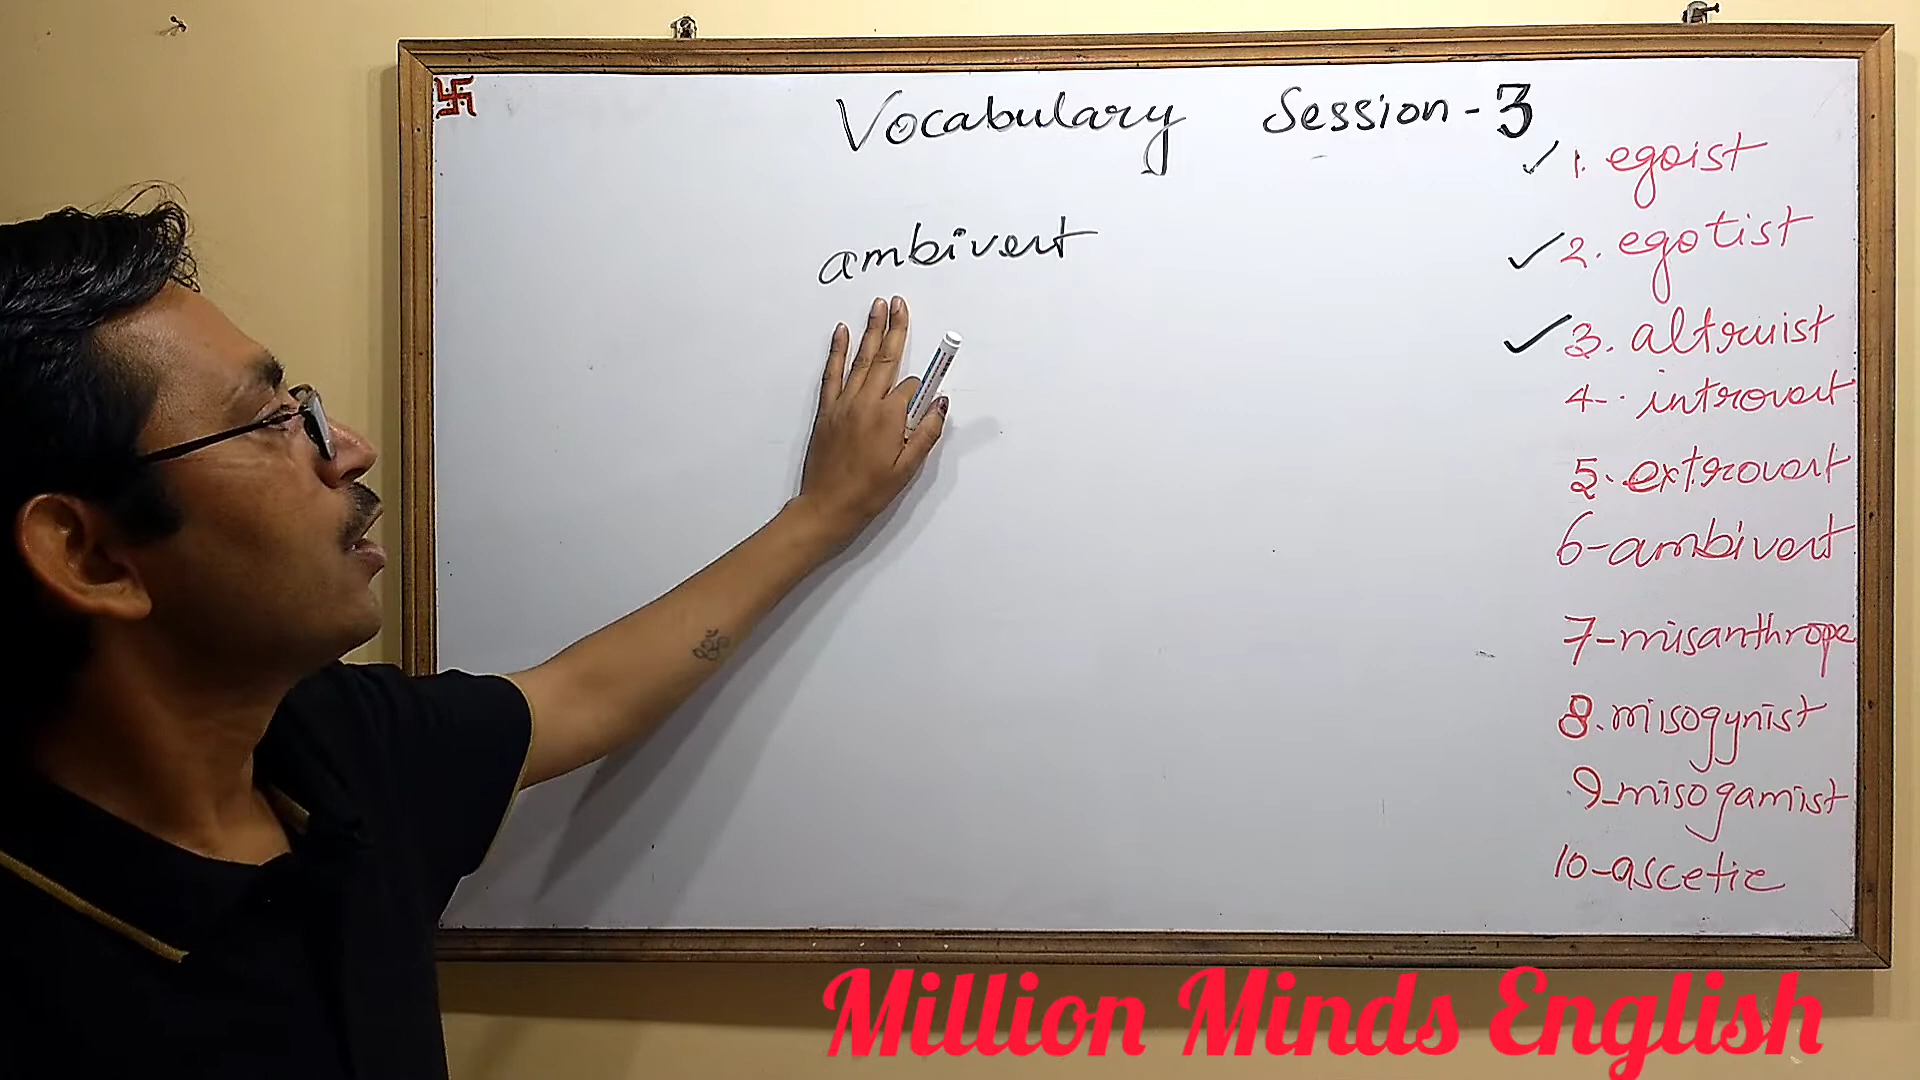 Vocabulary Session - 3
ambivert
1. egoist
2. egotist
3. altruist
4- introvert
5. extrovert
6-ambivert
7-misanthrope
8. misogynist
9-misogamist
10-ascetic
Million Minds English